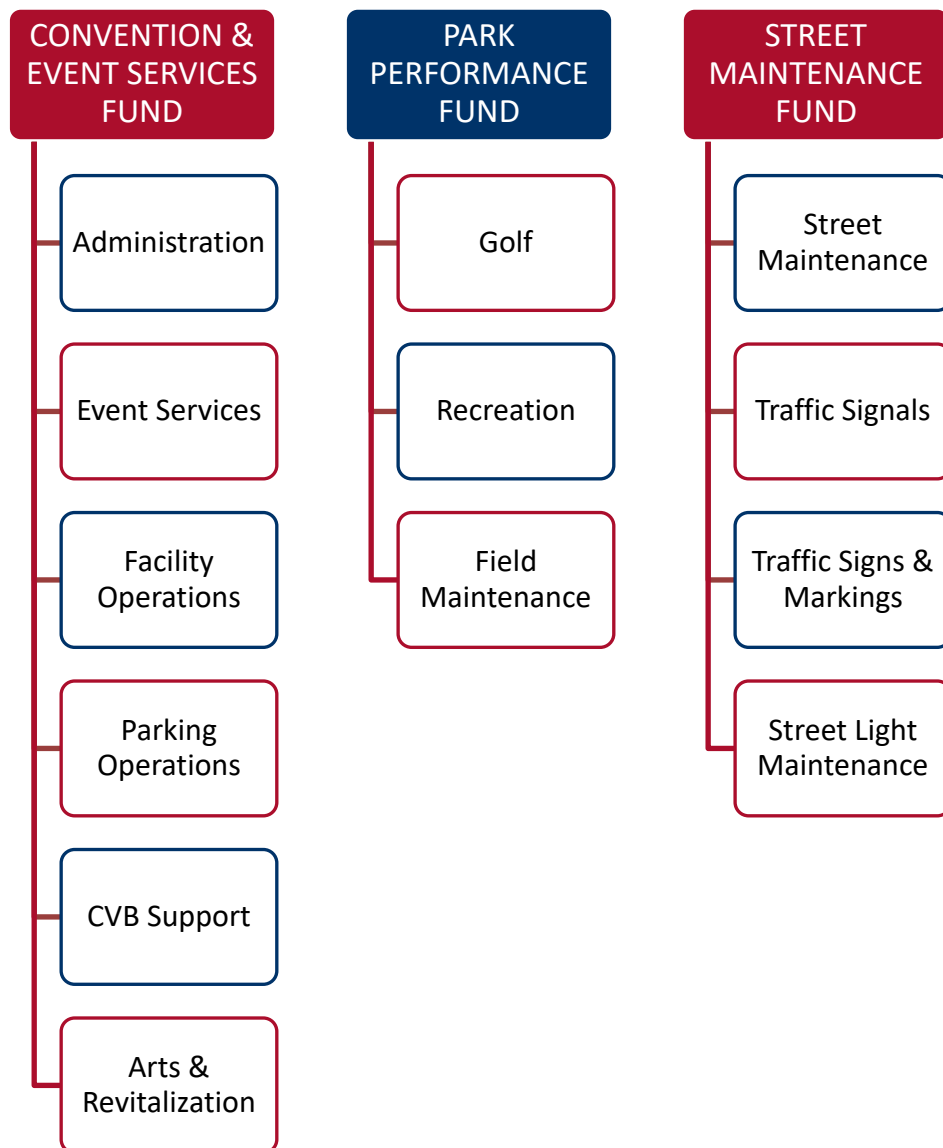 CONVENTION &
EVENT SERVICES
FUND
Administration
Event Services
Facility
Operations
Parking
Operations
CVB Support
Arts &
Revitalization
PARK
PERFORMANCE
FUND
Golf
Recreation
Field
Maintenance
STREET
MAINTENANCE
FUND
Street
Maintenance
Traffic Signals
Traffic Signs &
Markings
Street Light
Maintenance